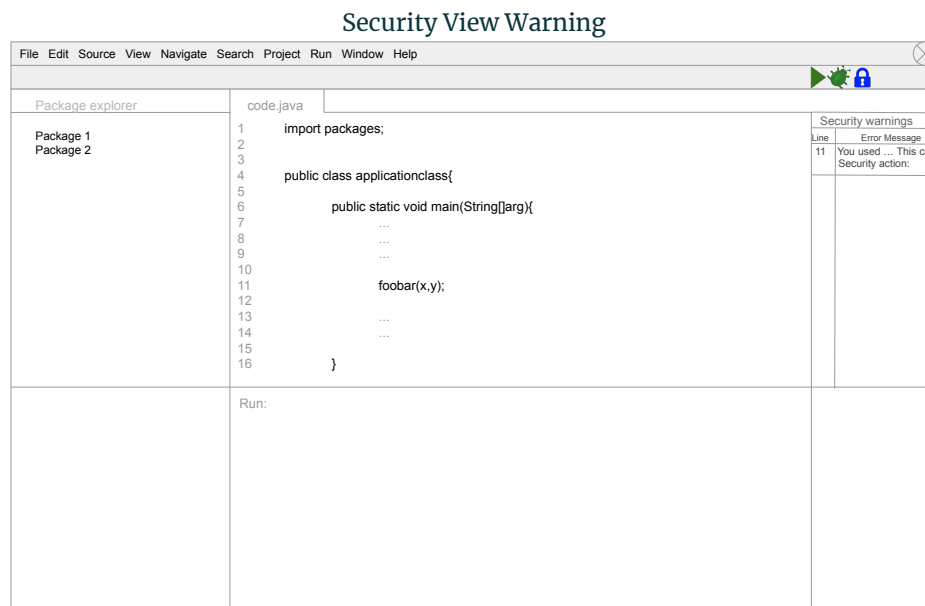 Security View Warning
File Edit Source View Navigate Search Project Run Window Help
Package explorer
Package 1
Package 2
code.java
1 import packages;
2
3
4 public class applicationclass{
5
6 public static void main(String[]arg){
7 ...
8 ...
9 ...
10
11 foobar(x,y);
12
13 ...
14 ...
15
16 }
Security warnings
Line Error Message
11 You used ... This c
Security action:
Run: